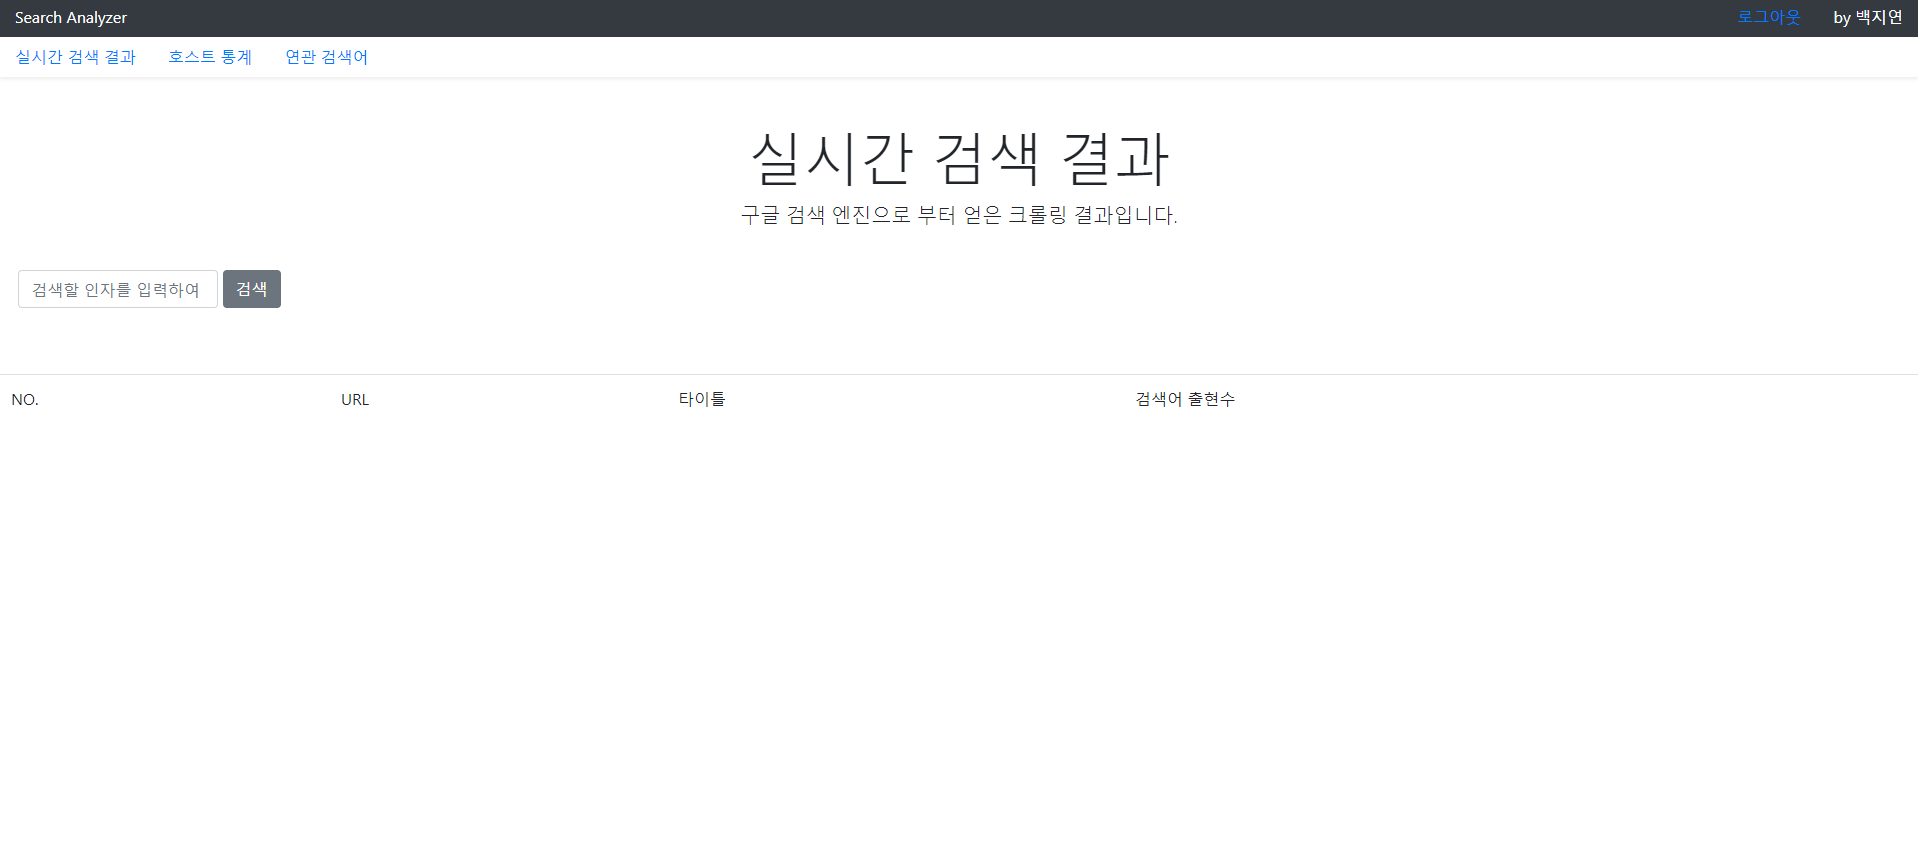 Search Analyzer 로그아웃 by 백지연
실시간 검색 결과 호스트 통계 연관 검색어
실시간 검색 결과
구글 검색 엔진으로 부터 얻은 크롤링 결과입니다.
검색할 인자를 입력하여 검색
NO. URL 타이틀 검색어 출현수